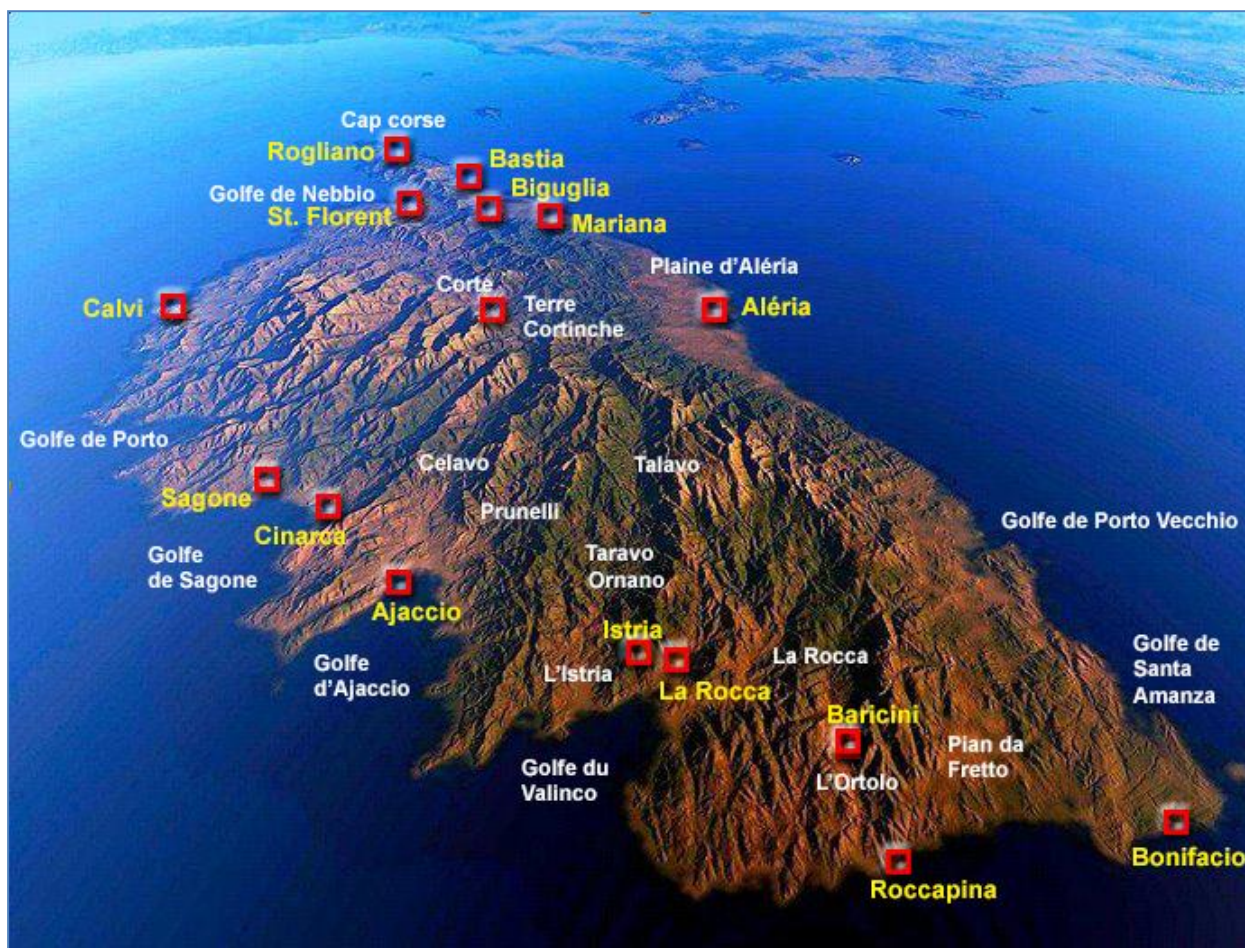 Cap corse
Rogliano
Bastia
Biguglia
Golfe de Nebbio
St. Florent
Mariana
Plaine d'Aléria
Corte
Calvi
Terre
Cortinche
Aléria
Golfe de Porto
Celavo
Talavo
Sagone
Prunelli
Cinarca
Golfe de Porto Vecchio
Golfe
de Sagone
Taravo
Ornano
Ajaccio
Istria
Golfe
d'Ajaccio
L'Istria
La Rocca
La Rocca
Golfe de
Santa
Amanza
Baricini
Pian da
Fretto
Golfe du
Valinco
L'Ortolo
Bonifacio
Roccapina